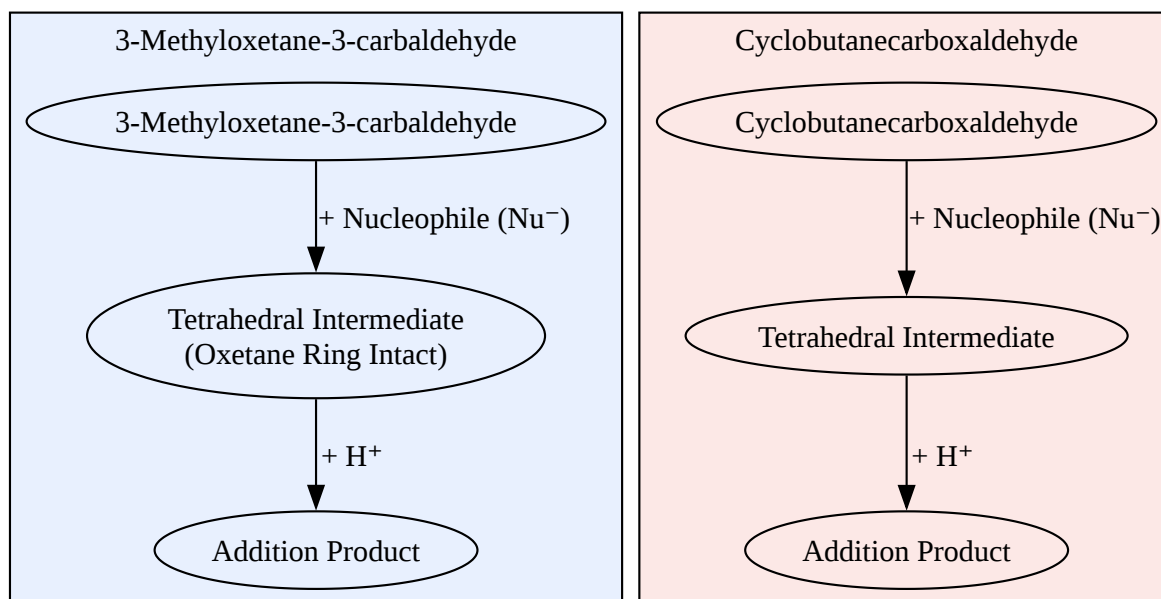 3-Methyloxetane-3-carbaldehyde
3-Methyloxetane-3-carbaldehyde
+ Nucleophile (Nu⁻)
Tetrahedral Intermediate
(Oxetane Ring Intact)
+ H⁺
Addition Product
Cyclobutanecarboxaldehyde
Cyclobutanecarboxaldehyde
+ Nucleophile (Nu⁻)
Tetrahedral Intermediate
+ H⁺
Addition Product